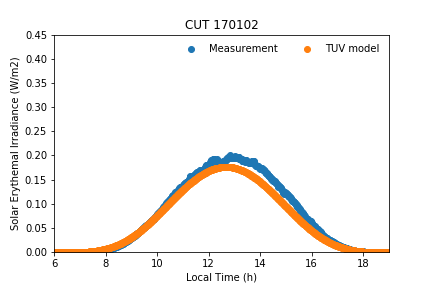 CUT 170102
Measurement
TUV model
Solar Erythemal Irradiance (W/m2)
0.45
0.40
0.35
0.30
0.25
0.20
0.15
0.10
0.05
0.00
6 8 10 12 14 16 18
Local Time (h)